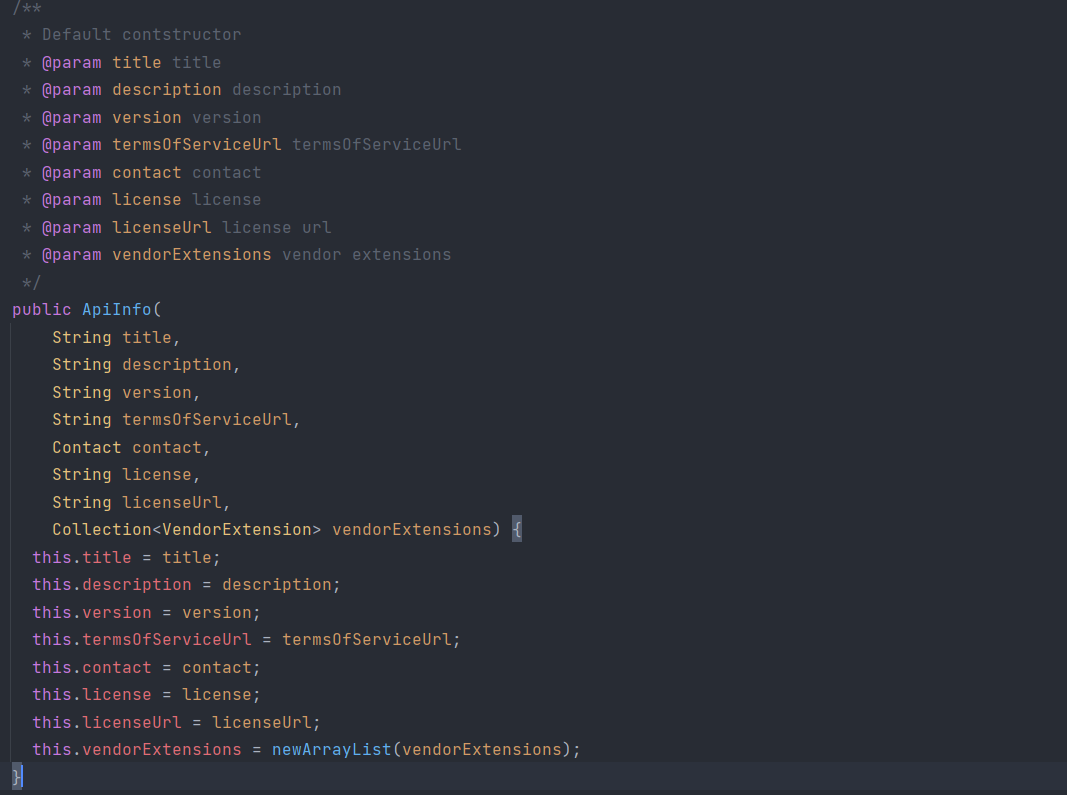 /**
 * Default contstructor
 * @param title title
 * @param description description
 * @param version version
 * @param termsOfServiceUrl termsOfServiceUrl
 * @param contact contact
 * @param license license
 * @param licenseUrl license url
 * @param vendorExtensions vendor extensions
 */
public ApiInfo(
    String title,
    String description,
    String version,
    String termsOfServiceUrl,
    Contact contact,
    String license,
    String licenseUrl,
    Collection<VendorExtension> vendorExtensions) {
  this.title = title;
  this.description = description;
  this.version = version;
  this.termsOfServiceUrl = termsOfServiceUrl;
  this.contact = contact;
  this.license = license;
  this.licenseUrl = licenseUrl;
  this.vendorExtensions = newArrayList(vendorExtensions);
}